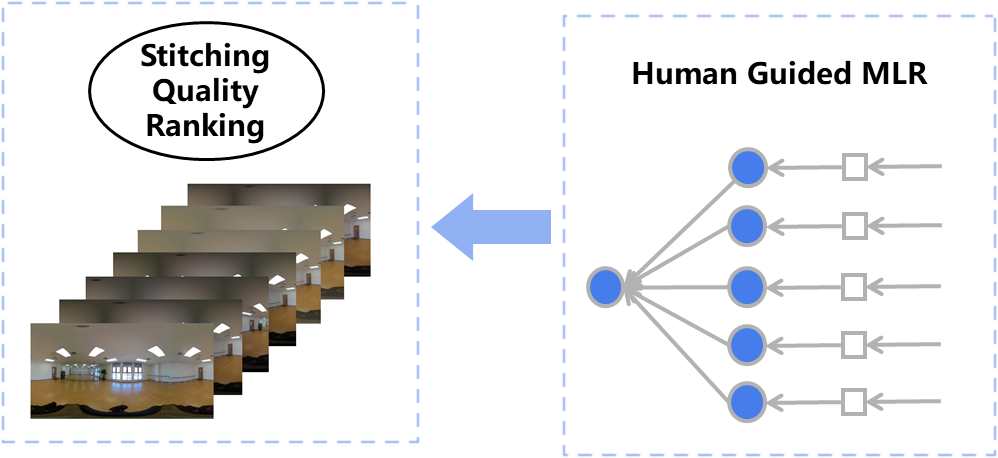 Stitching
Quality
Ranking
Human Guided MLR